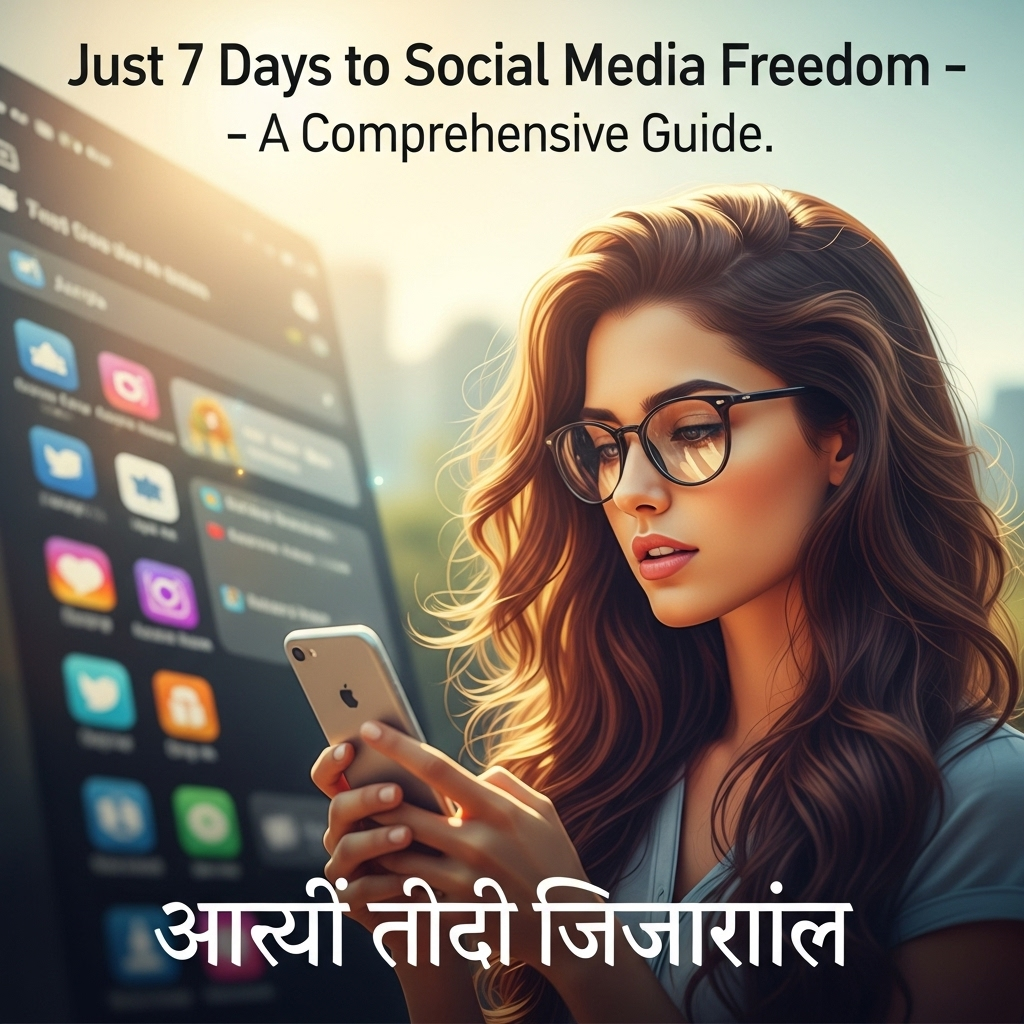 Just 7 Days to Social Media Freedom –
– A Comprehensive Guide.
आत्यों तोदो जिजाराांल